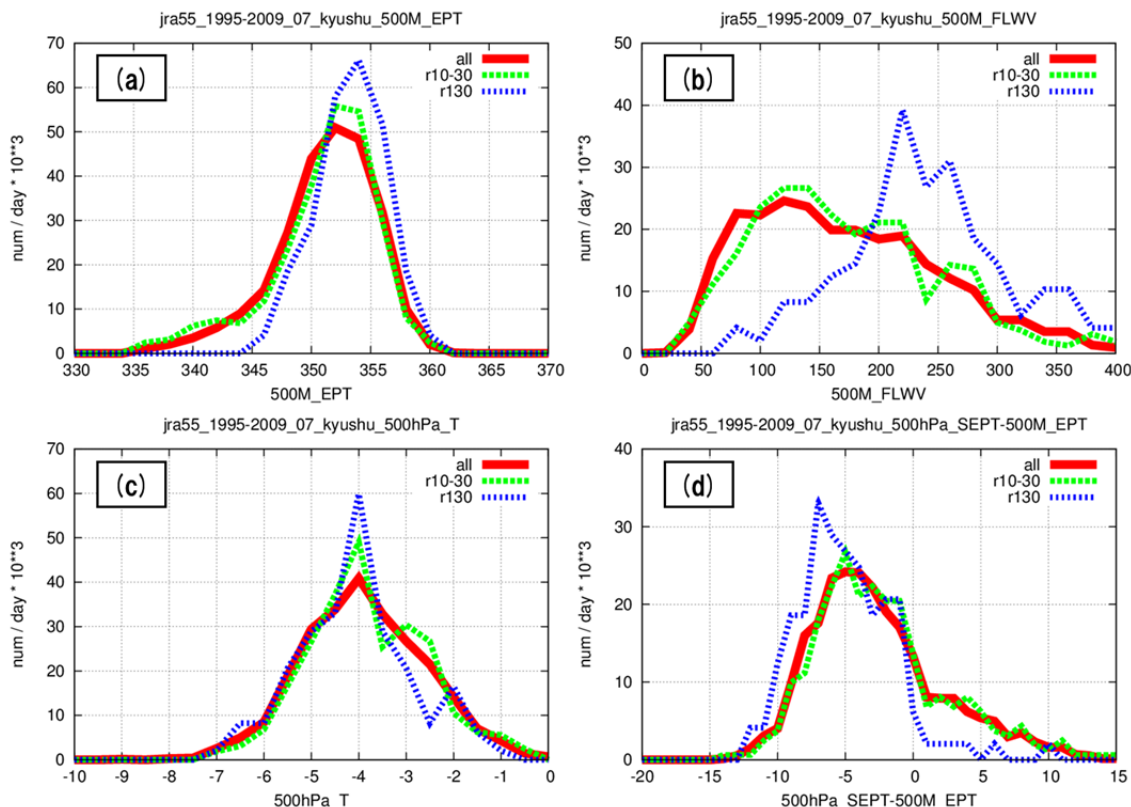 jra55_1995-2009_07_kyushu_500M_EPT
(a)
all
r10-30
r130
num / day * 10**3
70
60
50
40
30
20
10
0
330 335 340 345 350 355 360 365 370
500M_EPT
jra55_1995-2009_07_kyushu_500M_FLWV
(b)
all
r10-30
r130
num / day * 10**3
50
40
30
20
10
0
0 50 100 150 200 250 300 350 400
500M_FLWV
jra55_1995-2009_07_kyushu_500hPa_T
(c)
all
r10-30
r130
num / day * 10**3
70
60
50
40
30
20
10
0
-10 -9 -8 -7 -6 -5 -4 -3 -2 -1 0
500hPa_T
jra55_1995-2009_07_kyushu_500hPa_SEPT-500M_EPT
(d)
all
r10-30
r130
num / day * 10**3
40
30
20
10
0
-20 -15 -10 -5 0 5 10 15
500hPa_SEPT-500M_EPT